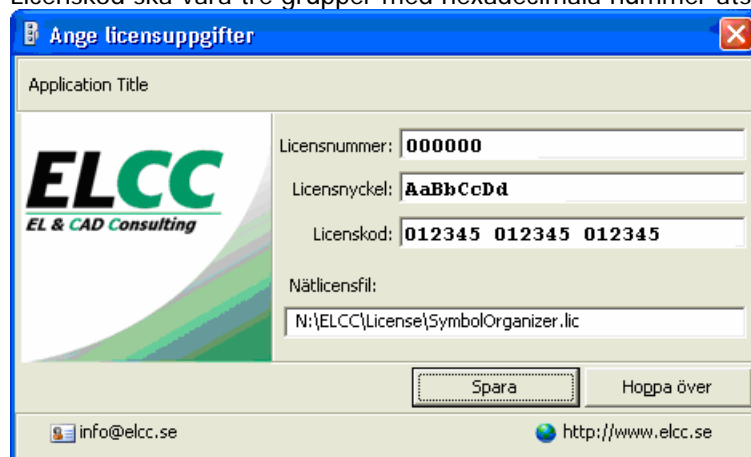 Licenskod ska vara tre grupper med hexadecimala nummer åts
Ange licensuppgifter
Application Title
ELCC
EL & CAD Consulting
Licensnummer: 000000
Licensnyckel: AaBbCcDd
Licenskod: 012345 012345 012345
Nätlicensfil:
N:\ELCC\License\SymbolOrganizer.lic
Spara Hoppa över
info@elcc.se http://www.elcc.se